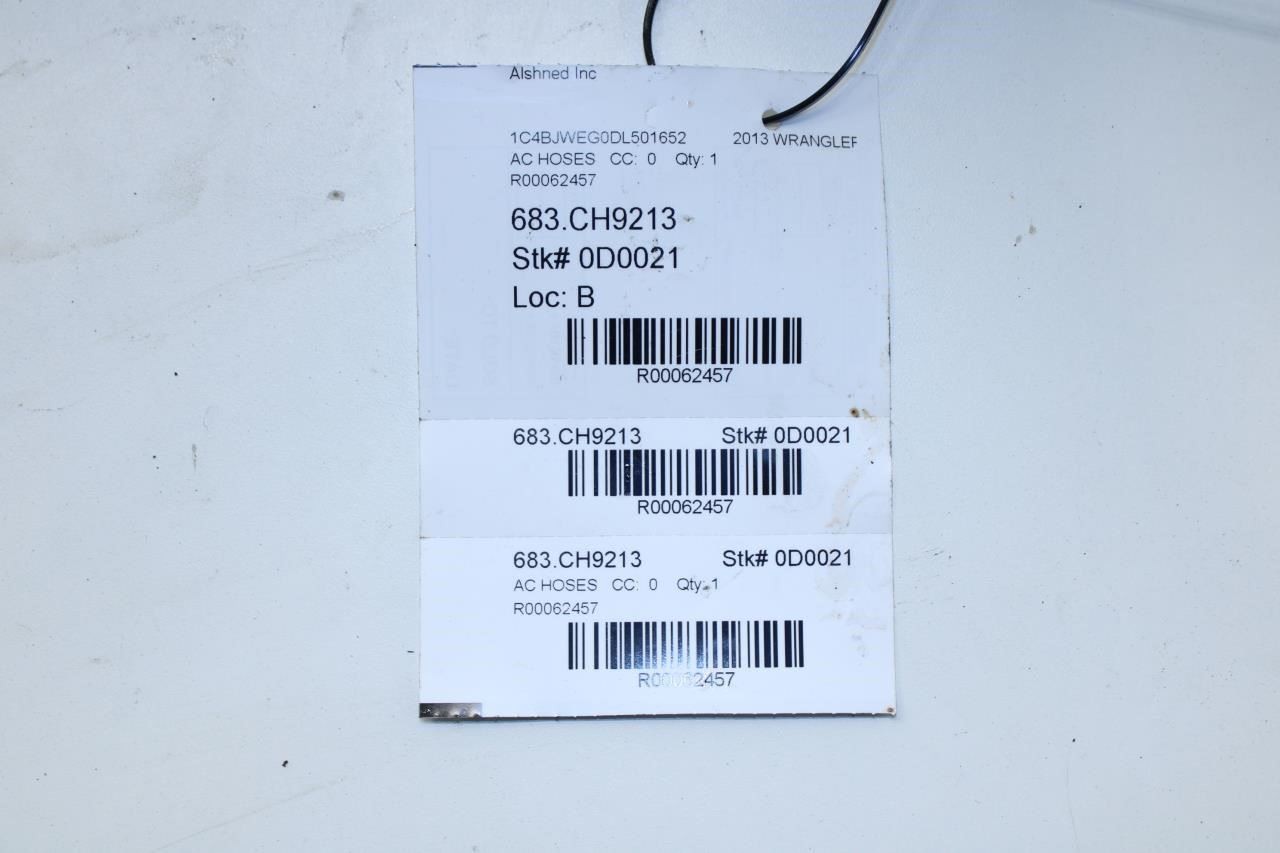 Alshned Inc
1C4BJWEG0DL501652 2013 WRANGLER
AC HOSES CC: 0 Qty: 1
R00062457
683.CH9213
Stk# 0D0021
Loc: B
R00062457
683.CH9213 Stk# 0D0021
R00062457
683.CH9213 Stk# 0D0021
AC HOSES CC: 0 Qty: 1
R00062457
R00062457